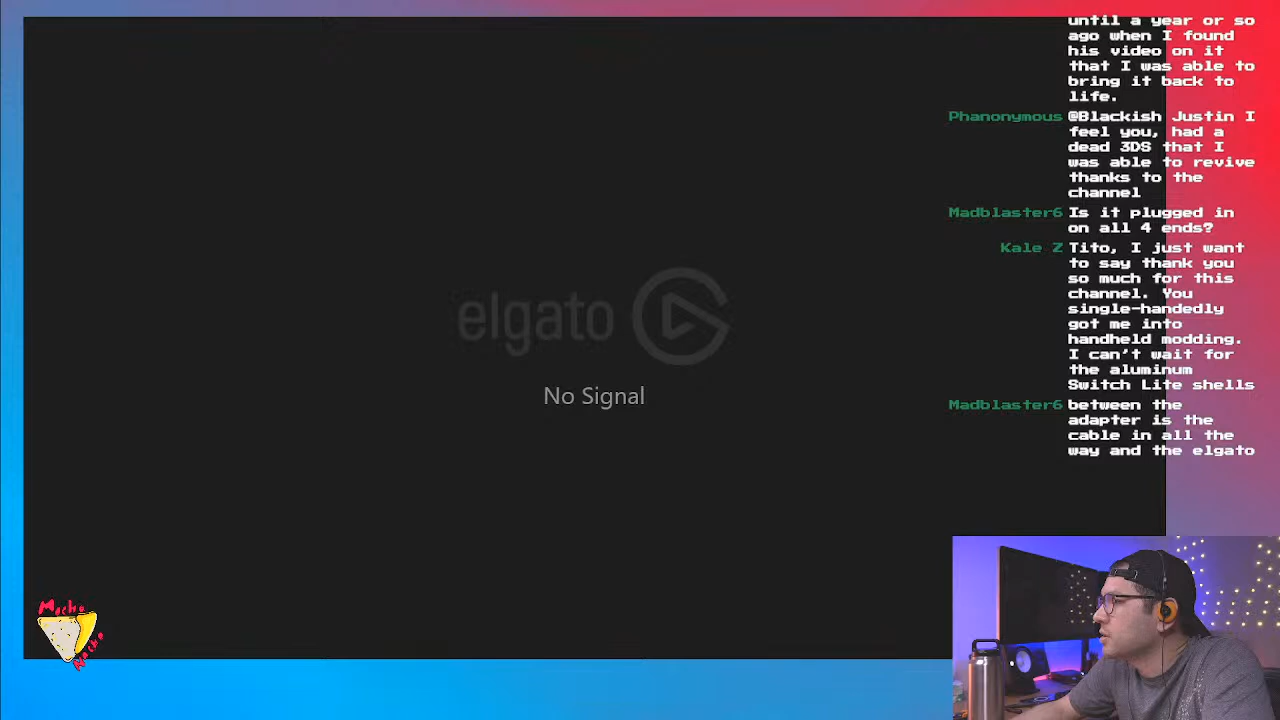 until a year or so
ago when I found
his video on it
that I was able to
bring it back to
life.
Phanonymous @Blackish Justin I
feel you, had a
dead 3DS that I
was able to revive
thanks to the
channel
Madblaster6 Is it plugged in
on all 4 ends?
Kale Z Tito, I just want
to say thank you
so much for this
channel. You
single-handedly
got me into
handheld modding.
I can't wait for
the aluminum
Switch Lite shells
Madblaster6 between the
adapter is the
cable in all the
way and the elgato
elgato
No Signal
Macho
Nacho